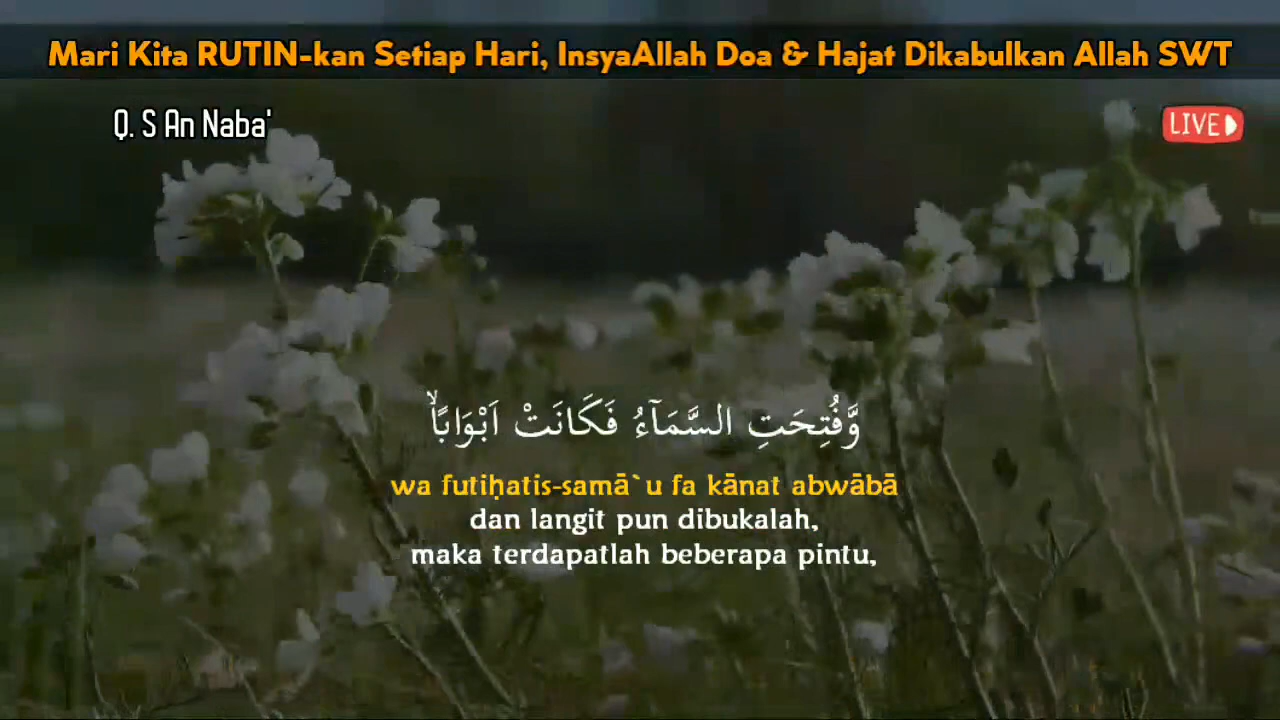 Mari Kita RUTIN-kan Setiap Hari, InsyaAllah Doa & Hajat Dikabulkan Allah SWT
Q. S An Naba'
LIVE
وَّفُتِحَتِ السَّمَاۤءُ فَكَانَتْ اَبْوَابًاۙ
wa futiḥatis-samā`u fa kānat abwābā
dan langit pun dibukalah,
maka terdapatlah beberapa pintu,